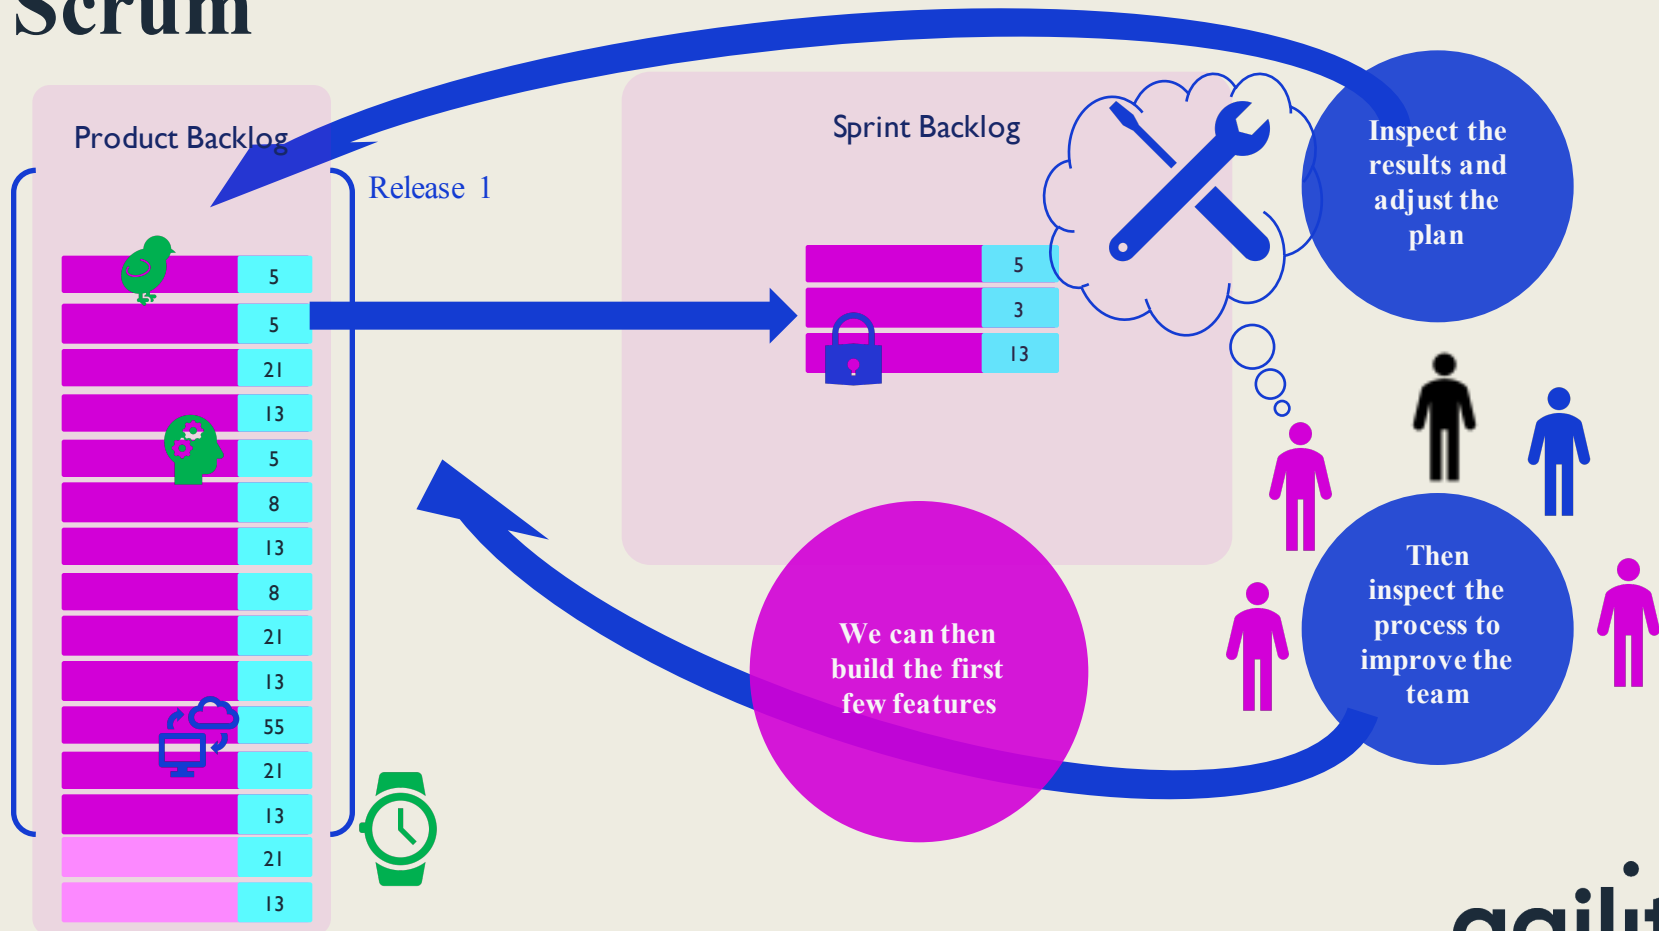 Scrum
Product Backlog
Release 1
5
5
21
13
5
8
13
8
21
13
55
21
13
21
13
Sprint Backlog
5
3
13
Inspect the
results and
adjust the
plan
We can then
build the first
few features
Then
inspect the
process to
improve the
team